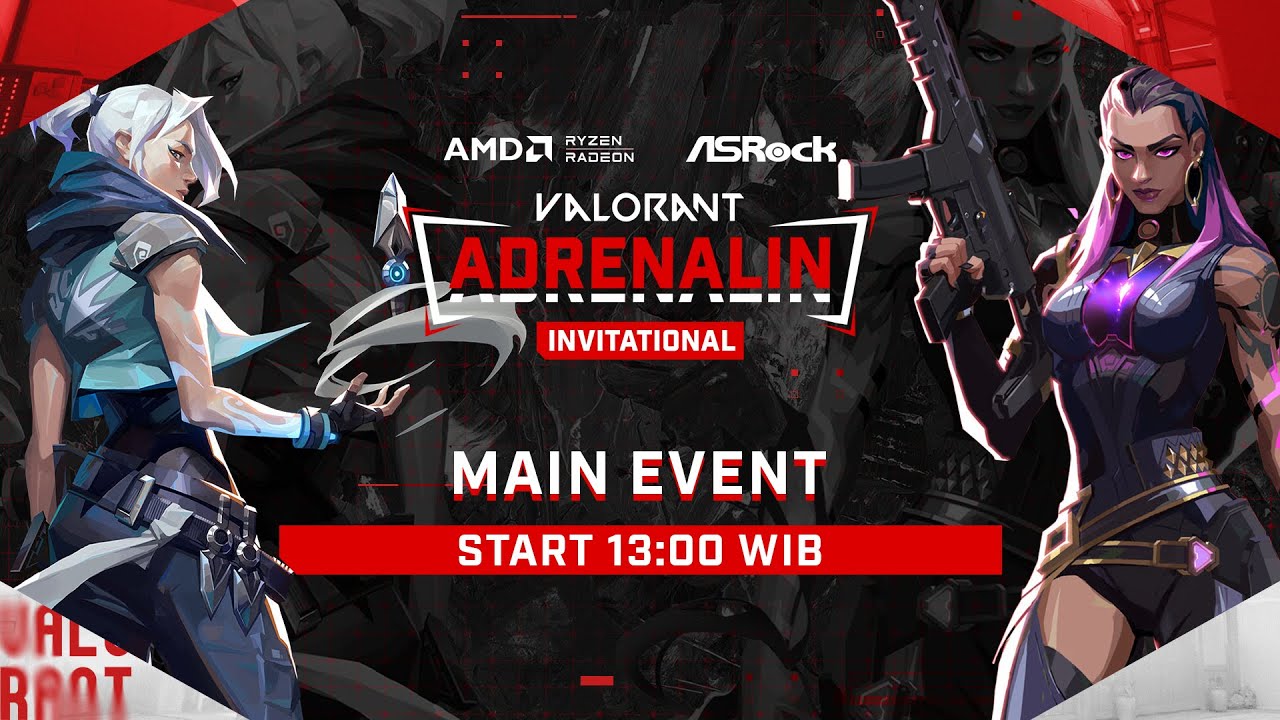 AMD RYZEN
RADEON
ASRock
VALORANT
ADRENALIN
INVITATIONAL
MAIN EVENT
START 13:00 WIB